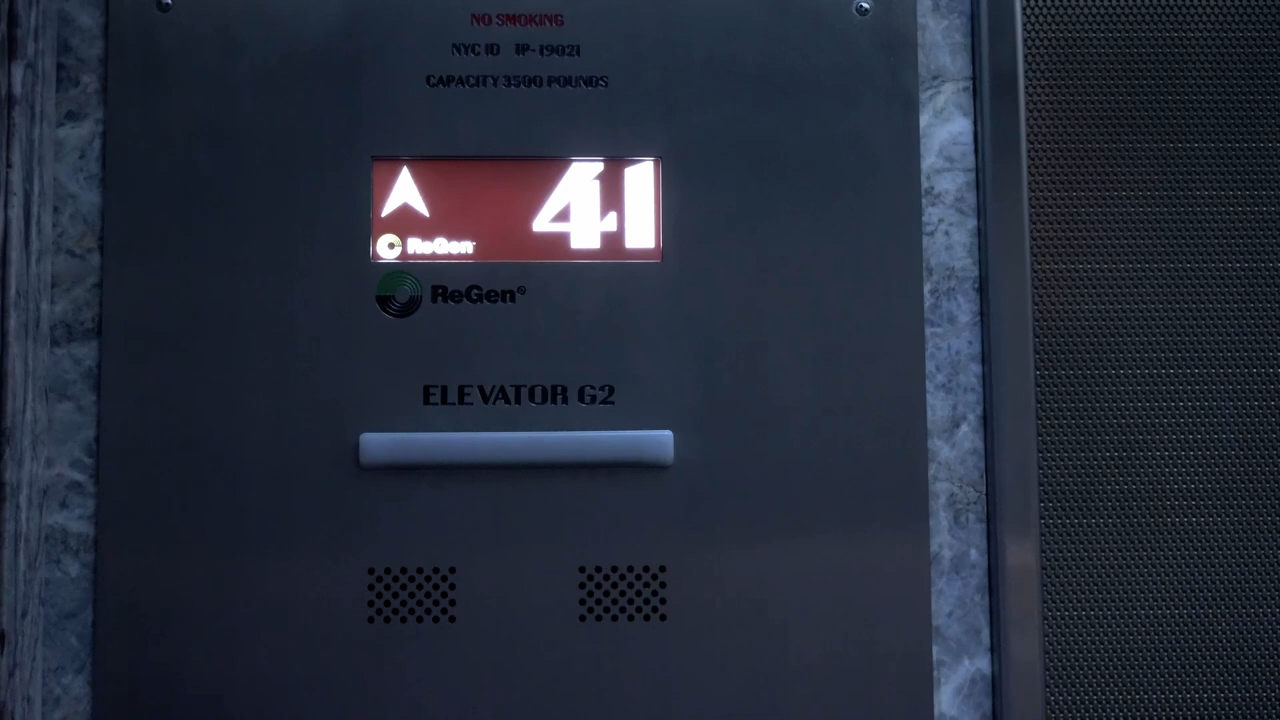 NO SMOKING
NYC ID 1P-19021
CAPACITY 3500 POUNDS
41
ReGen
ReGen®
ELEVATOR G2